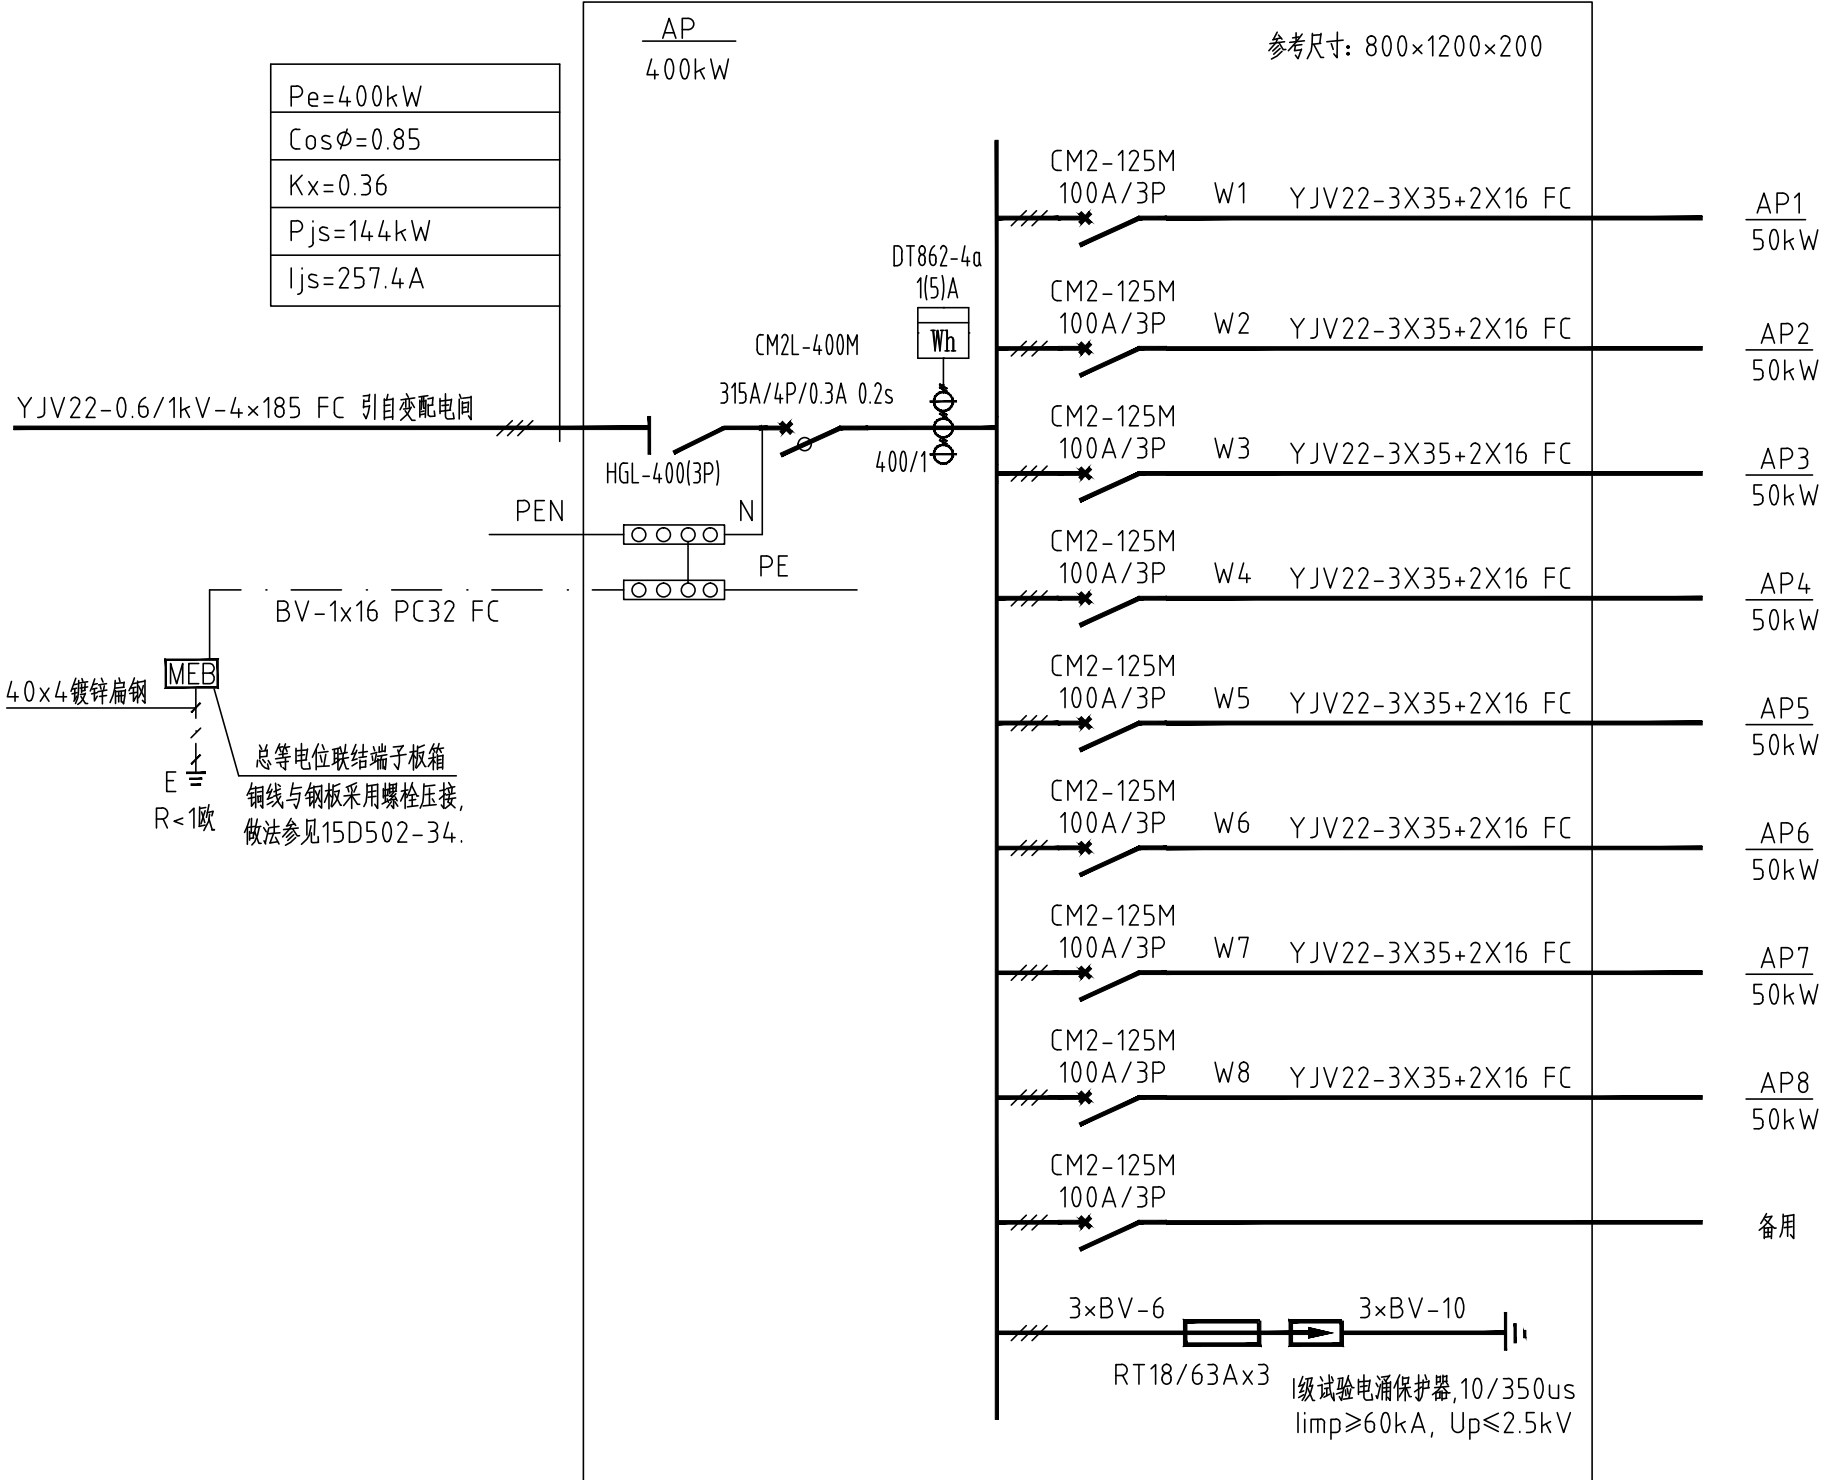 AP
400kW
参考尺寸: 800×1200×200
Pe=400kW
CosΦ=0.85
Kx=0.36
Pjs=144kW
Ijs=257.4A
YJV22-0.6/1kV-4×185 FC 引自变配电间
HGL-400(3P)
CM2L-400M
315A/4P/0.3A 0.2s
DT862-4a
1(5)A
Wh
400/1
PEN
N
PE
BV-1x16 PC32 FC
MEB
40x4镀锌扁钢
E
R<1欧
总等电位联结端子板箱
铜线与钢板采用螺栓压接,
做法参见15D502-34.
CM2-125M
100A/3P W1 YJV22-3X35+2X16 FC
AP1
50kW
CM2-125M
100A/3P W2 YJV22-3X35+2X16 FC
AP2
50kW
CM2-125M
100A/3P W3 YJV22-3X35+2X16 FC
AP3
50kW
CM2-125M
100A/3P W4 YJV22-3X35+2X16 FC
AP4
50kW
CM2-125M
100A/3P W5 YJV22-3X35+2X16 FC
AP5
50kW
CM2-125M
100A/3P W6 YJV22-3X35+2X16 FC
AP6
50kW
CM2-125M
100A/3P W7 YJV22-3X35+2X16 FC
AP7
50kW
CM2-125M
100A/3P W8 YJV22-3X35+2X16 FC
AP8
50kW
CM2-125M
100A/3P
备用
3×BV-6
3×BV-10
RT18/63Ax3
I级试验电涌保护器,10/350us
Iimp≥60kA, Up≤2.5kV